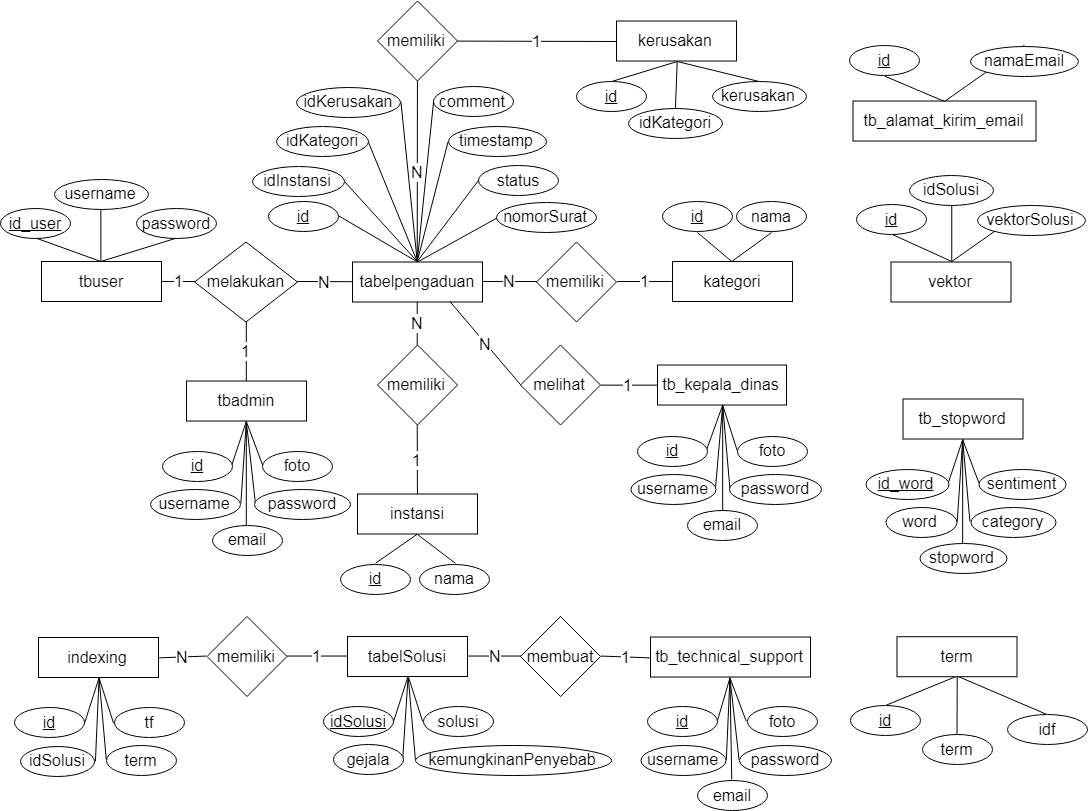 memiliki
1
kerusakan
id
idKategori
kerusakan
id
namaEmail
tb_alamat_kirim_email
idKerusakan
comment
idKategori
timestamp
idInstansi
status
id
nomorSurat
N
username
id_user
password
tbuser
1
melakukan
N
tabelpengaduan
N
memiliki
1
kategori
id
nama
idSolusi
id
vektorSolusi
vektor
1
tbadmin
id
foto
username
password
email
N
memiliki
1
instansi
id
nama
N
melihat
1
tb_kepala_dinas
id
foto
username
password
email
tb_stopword
id_word
sentiment
word
category
stopword
indexing
N
memiliki
1
tabelSolusi
N
membuat
1
tb_technical_support
id
tf
idSolusi
term
idSolusi
solusi
gejala
kemungkinanPenyebab
id
foto
username
password
email
term
id
term
idf